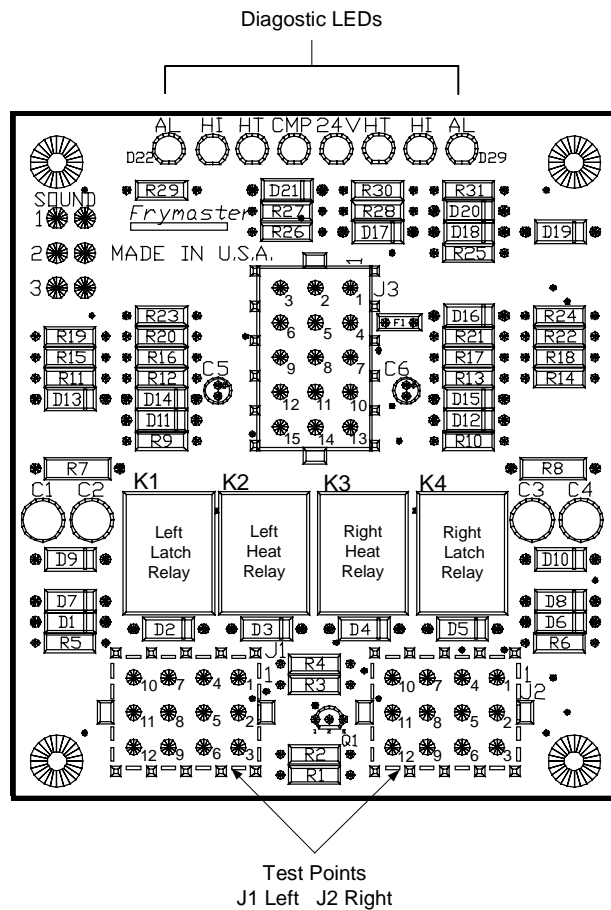 Diagostic LEDs
AL HI HT CMP 24V HT HI AL
D22 D29
R29 D21 R30 R31
SOUND Frymaster R27 R28 D20
1 R26 D17 D18 D19
2 MADE IN U.S.A. R25
3
1
J3
3 2 1
R23 6 5 4 F1 D16 R24
R19 R20 R21 R22
R15 R16 9 8 7 R17 R18
R11 R12 C5 C6 R13 R14
D13 D14 12 11 10 D15
D11 D12
R9 15 14 13 R10
R7 R8
C1 C2 K1 K2 K3 K4 C3 C4
Left Latch Relay
Left Heat Relay
Right Heat Relay
Right Latch Relay
D9 D10
D7 D8
D1 D2 D3 D4 D5 D6
R5 J1 R6
R4
10 7 4 1 1 R3 10 7 4 1 1
J2
11 8 5 2 11 8 5 2
1 2 3
Q1
12 9 6 3 R2 12 9 6 3
R1
Test Points
J1 Left J2 Right